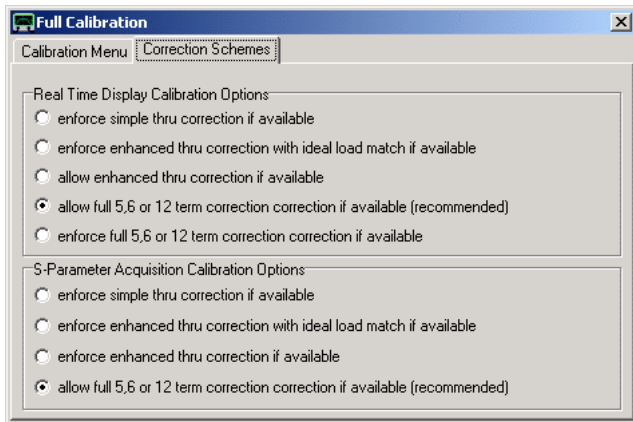 Full Calibration
Calibration Menu Correction Schemes
Real Time Display Calibration Options
enforce simple thru correction if available
enforce enhanced thru correction with ideal load match if available
allow enhanced thru correction if available
allow full 5,6 or 12 term correction correction if available (recommended)
enforce full 5,6 or 12 term correction correction if available
S-Parameter Acquisition Calibration Options
enforce simple thru correction if available
enforce enhanced thru correction with ideal load match if available
enforce enhanced thru correction if available
allow full 5,6 or 12 term correction correction if available (recommended)